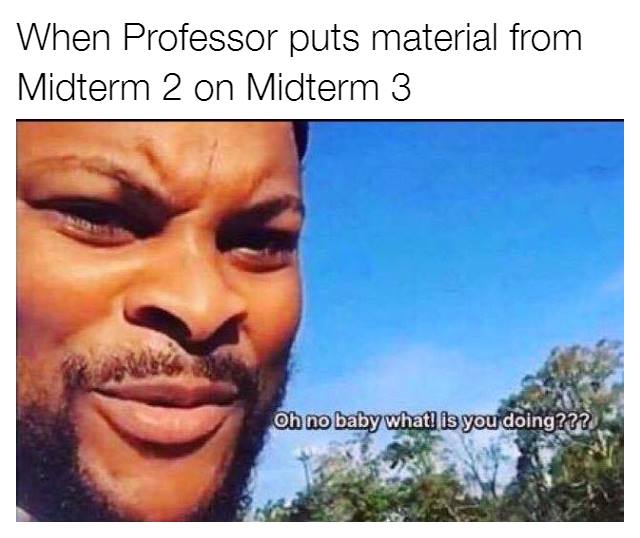 When Professor puts material from
Midterm 2 on Midterm 3
Oh no baby what! is you doing???